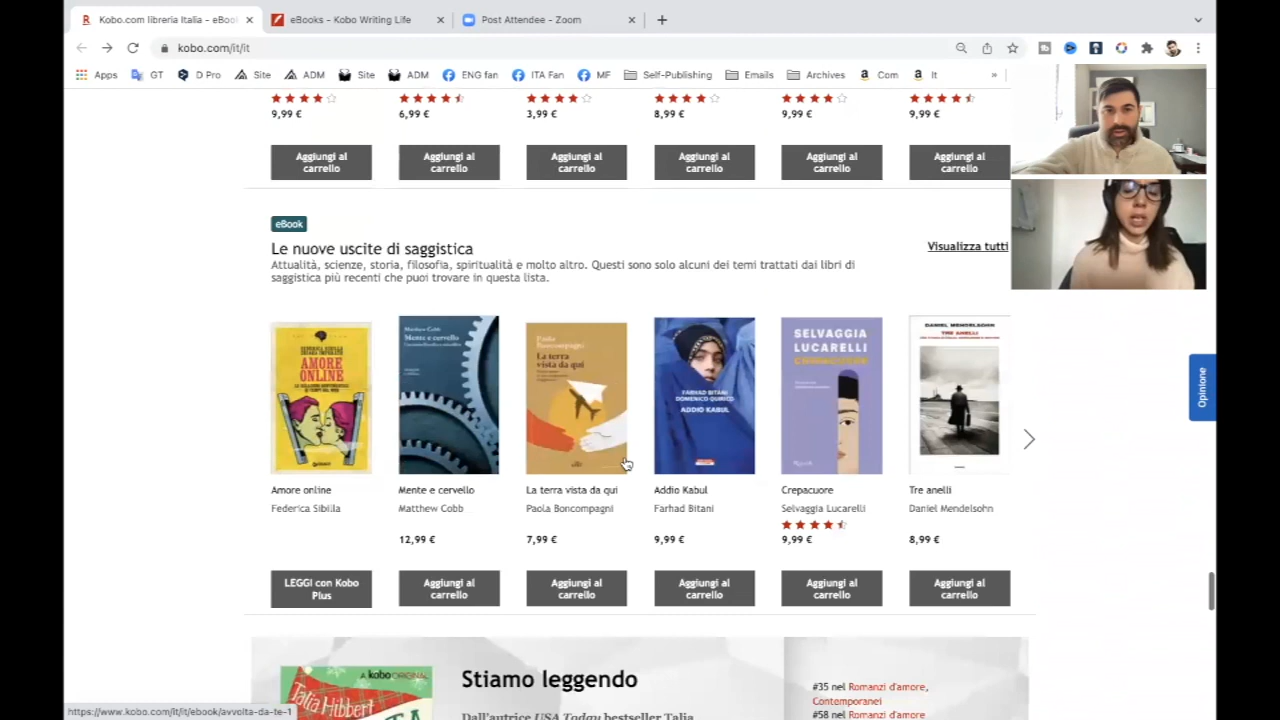 Kobo.com libreria Italia - eBoo
eBooks - Kobo Writing Life
Post Attendee - Zoom
kobo.com/it/it
Apps GT D Pro Site ADM Site ADM ENG fan ITA Fan MF Self-Publishing Emails Archives Com It »
9,99 € 6,99 € 3,99 € 8,99 € 9,99 € 9,99 €
Aggiungi al carrello
Aggiungi al carrello
Aggiungi al carrello
Aggiungi al carrello
Aggiungi al carrello
Aggiungi al carrello
eBook
Le nuove uscite di saggistica
Visualizza tutti
Attualità, scienze, storia, filosofia, spiritualità e molto altro. Questi sono solo alcuni dei temi trattati dai libri di
saggistica più recenti che puoi trovare in questa lista.
AMORE
ONLINE
Matthew Cobb
Mente e cervello
Paola
Boncompagni
La terra
vista da qui
FARHAD BITANI
DOMENICO QUIRICO
ADDIO KABUL
SELVAGGIA
LUCARELLI
CREPACUORE
DANIEL MENDELSOHN
TRE ANELLI
Opinione
Amore online
Federica Sibilla
LEGGI con Kobo
Plus
Mente e cervello
Matthew Cobb
12,99 €
Aggiungi al
carrello
La terra vista da qui
Paola Boncompagni
7,99 €
Aggiungi al
carrello
Addio Kabul
Farhad Bitani
9,99 €
Aggiungi al
carrello
Crepacuore
Selvaggia Lucarelli
9,99 €
Aggiungi al
carrello
Tre anelli
Daniel Mendelsohn
8,99 €
Aggiungi al
carrello
A kobo ORIGINAL
Talia Hibbert
Stiamo leggendo
Dall'autrice USA Today bestseller Talia
#35 nel Romanzi d'amore,
Contemporanei
#58 nel Romanzi d'amore
https://www.kobo.com/it/it/ebook/avvolta-da-te-1